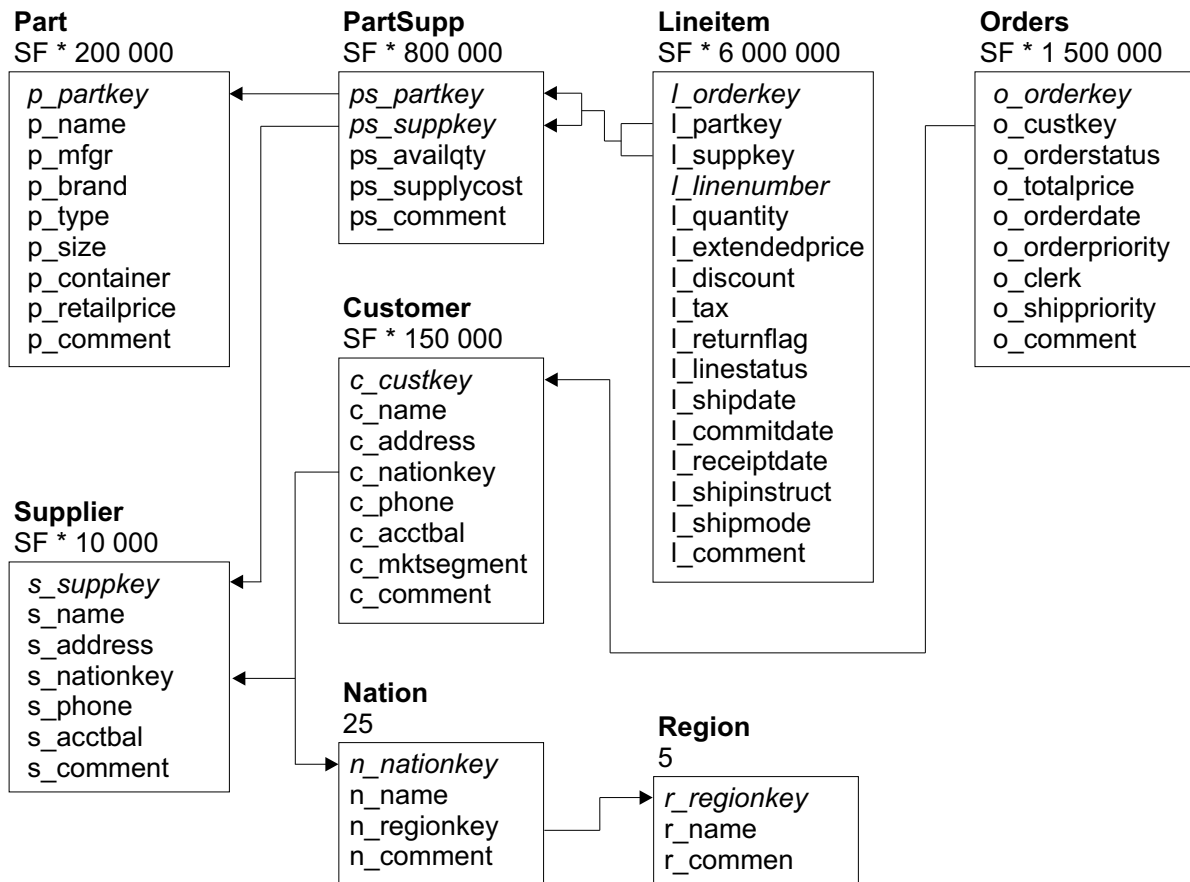 Part
SF * 200 000
p_partkey
p_name
p_mfgr
p_brand
p_type
p_size
p_container
p_retailprice
p_comment
PartSupp
SF * 800 000
ps_partkey
ps_suppkey
ps_availqty
ps_supplycost
ps_comment
Lineitem
SF * 6 000 000
l_orderkey
l_partkey
l_suppkey
l_linenumber
l_quantity
l_extendedprice
l_discount
l_tax
l_returnflag
l_linestatus
l_shipdate
l_commitdate
l_receiptdate
l_shipinstruct
l_shipmode
l_comment
Orders
SF * 1 500 000
o_orderkey
o_custkey
o_orderstatus
o_totalprice
o_orderdate
o_orderpriority
o_clerk
o_shippriority
o_comment
Customer
SF * 150 000
c_custkey
c_name
c_address
c_nationkey
c_phone
c_acctbal
c_mktsegment
c_comment
Supplier
SF * 10 000
s_suppkey
s_name
s_address
s_nationkey
s_phone
s_acctbal
s_comment
Nation
25
n_nationkey
n_name
n_regionkey
n_comment
Region
5
r_regionkey
r_name
r_commen